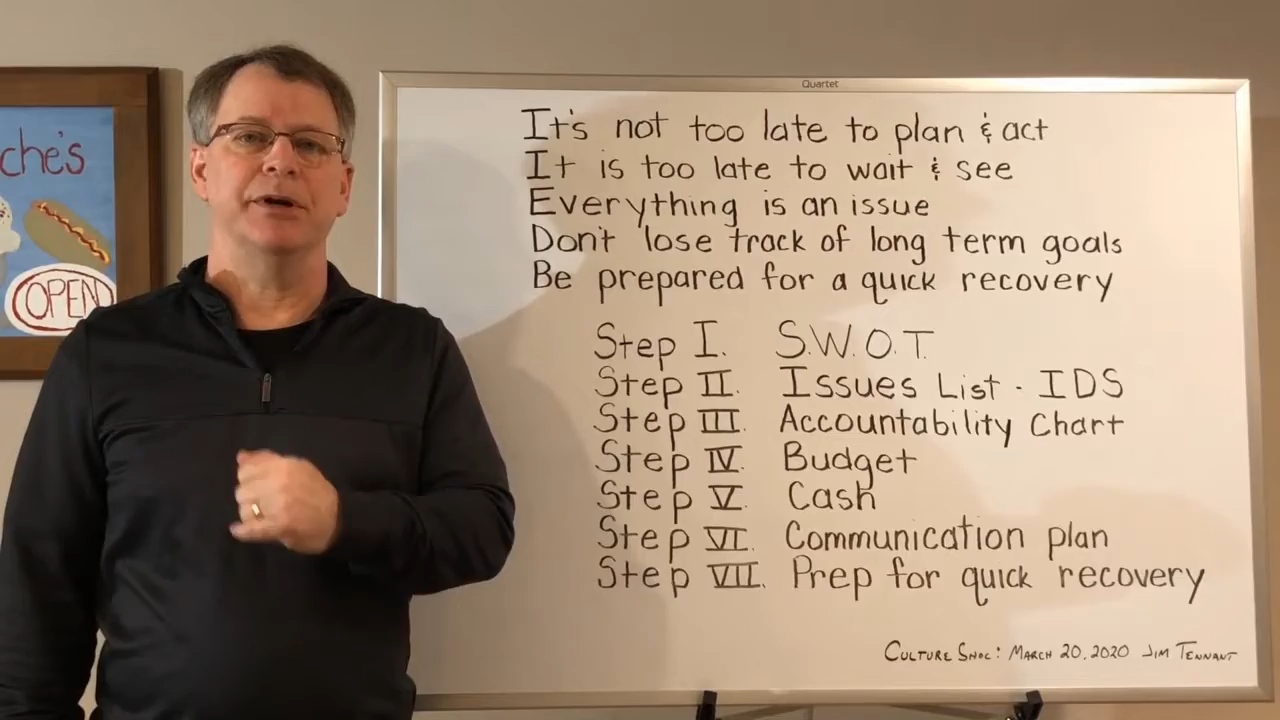 che's
OPEN
Quartet
It's not too late to plan & act
It is too late to wait & see
Everything is an issue
Don't lose track of long term goals
Be prepared for a quick recovery
Step I. S.W.O.T.
Step II. Issues List - IDS
Step III. Accountability Chart
Step IV. Budget
Step V. Cash
Step VI. Communication plan
Step VII. Prep for quick recovery
Culture Shoc: March 20, 2020 Jim Tennant